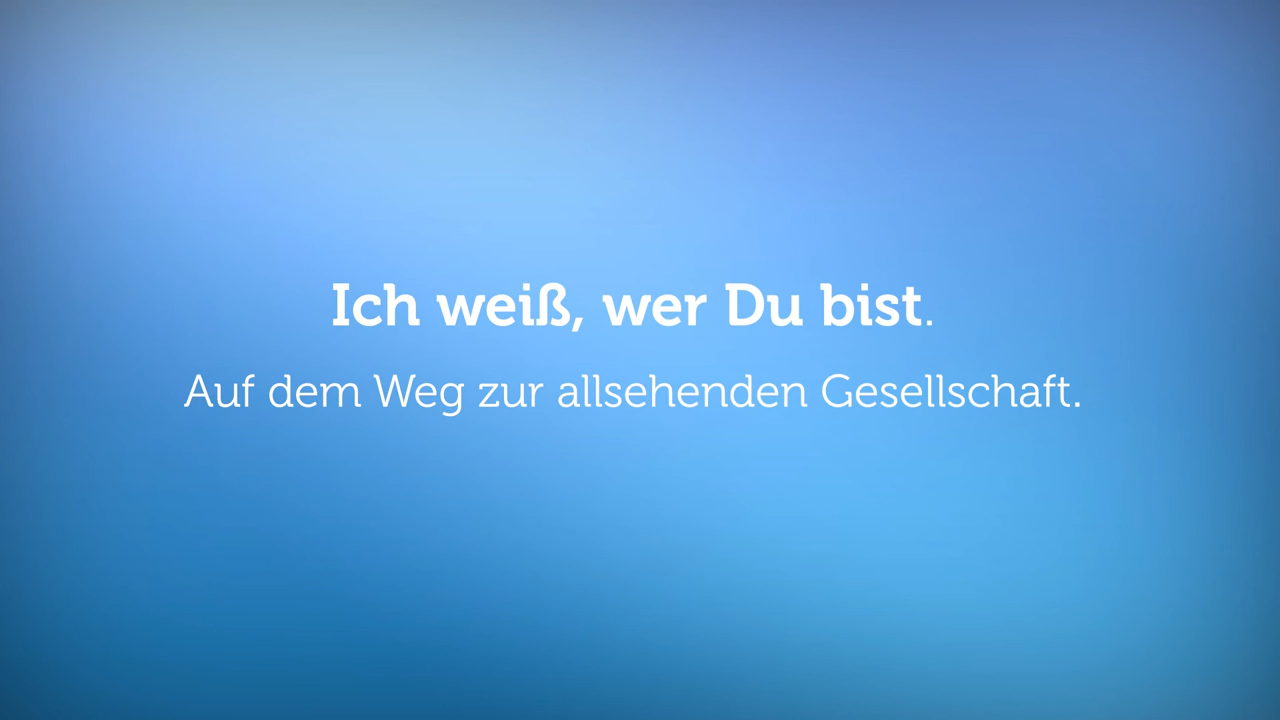 Ich weiß, wer Du bist.
Auf dem Weg zur allsehenden Gesellschaft.